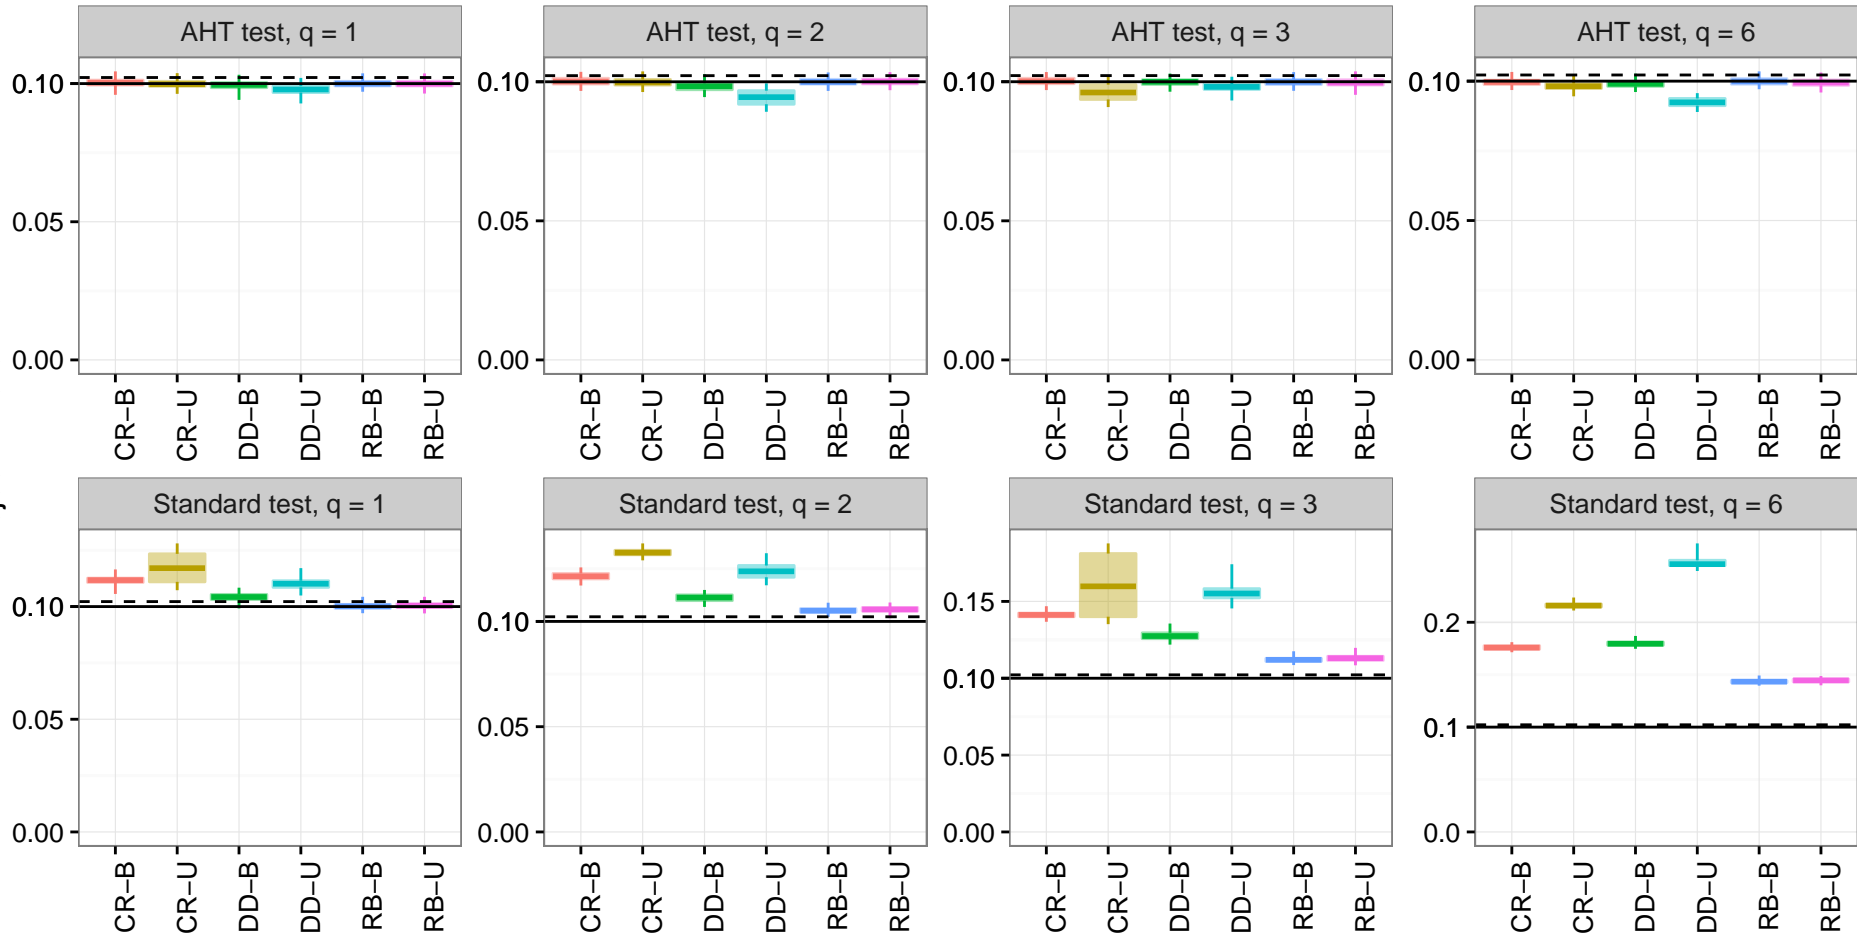 AHT test, q = 1
AHT test, q = 2
AHT test, q = 3
AHT test, q = 6
0.10
0.05
0.00
0.10
0.05
0.00
0.10
0.05
0.00
0.10
0.05
0.00
CR−B
CR−U
DD−B
DD−U
RB−B
RB−U
CR−B
CR−U
DD−B
DD−U
RB−B
RB−U
CR−B
CR−U
DD−B
DD−U
RB−B
RB−U
CR−B
CR−U
DD−B
DD−U
RB−B
RB−U
Standard test, q = 1
Standard test, q = 2
Standard test, q = 3
Standard test, q = 6
0.10
0.05
0.00
0.10
0.05
0.00
0.15
0.10
0.05
0.00
0.2
0.1
0.0
CR−B
CR−U
DD−B
DD−U
RB−B
RB−U
CR−B
CR−U
DD−B
DD−U
RB−B
RB−U
CR−B
CR−U
DD−B
DD−U
RB−B
RB−U
CR−B
CR−U
DD−B
DD−U
RB−B
RB−U